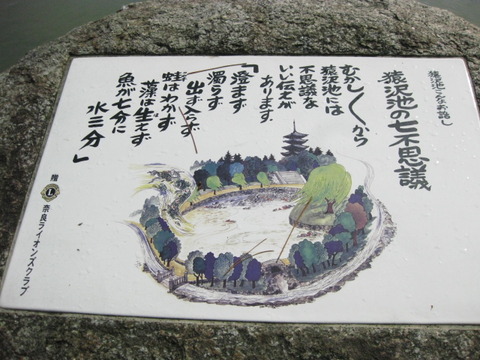 猿沢池こんなお話し
猿沢池の七不思議
むかし〱から
猿沢池には
不思議な
いい伝えが
あります。
「澄まず
濁らず
出ず入らず
蛙はわかず
藻は生えず
魚が七分に
水三分」
贈
奈良ライオンズクラブ